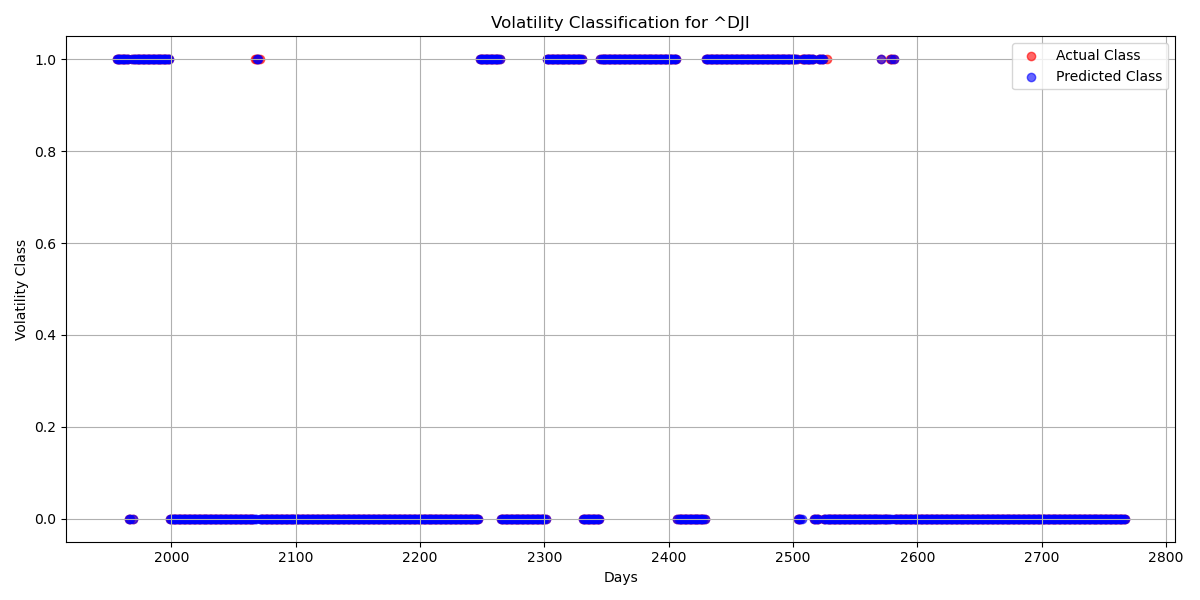 Volatility Classification for ^DJI
Actual Class
Predicted Class
Volatility Class
1.0
0.8
0.6
0.4
0.2
0.0
2000 2100 2200 2300 2400 2500 2600 2700 2800
Days